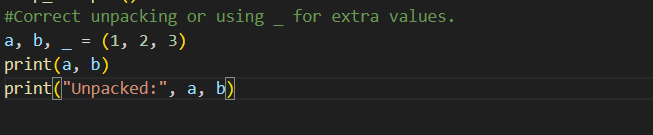 #Correct unpacking or using _ for extra values.
a, b, _ = (1, 2, 3)
print(a, b)
print("Unpacked:", a, b)